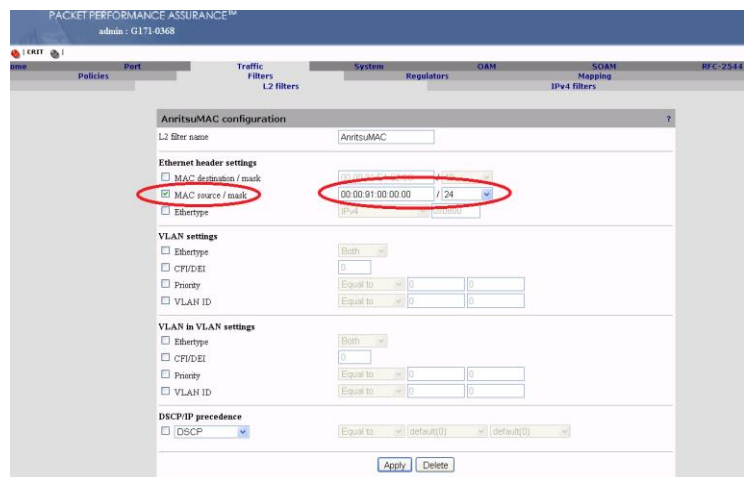 PACKET PERFORMANCE ASSURANCE™
admin : G171-0368
| CRIT |
ome Port Traffic System OAM SOAM RFC-2544
Policies Filters Regulators Mapping
L2 filters IPv4 filters
AnritsuMAC configuration ?
L2 filter name AnritsuMAC
Ethernet header settings
MAC destination / mask /
MAC source / mask 00:00:91:00:00:00 / 24
Ethertype IPv4 0x0800
VLAN settings
Ethertype Both
CFI/DEI 0
Priority Equal to 0 0
VLAN ID Equal to 0 0
VLAN in VLAN settings
Ethertype Both
CFI/DEI 0
Priority Equal to 0 0
VLAN ID Equal to 0 0
DSCP/IP precedence
DSCP Equal to default(0) default(0)
Apply Delete